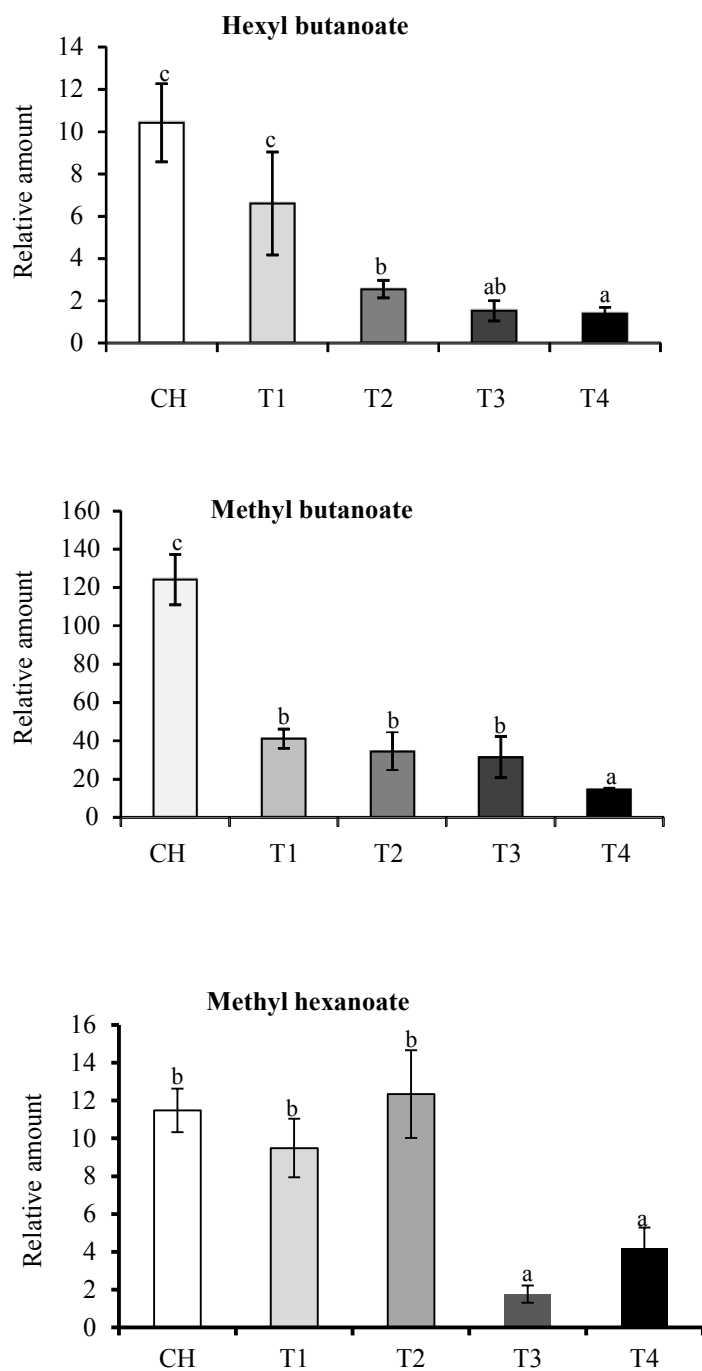 Hexyl butanoate
14
12
10
8
6
4
2
0
Relative amount
c
c
b
ab
a
CH T1 T2 T3 T4
Methyl butanoate
160
140
120
100
80
60
40
20
0
Relative amount
c
b
b
b
a
CH T1 T2 T3 T4
Methyl hexanoate
16
14
12
10
8
6
4
2
0
Relative amount
b
b
b
a
a
CH T1 T2 T3 T4